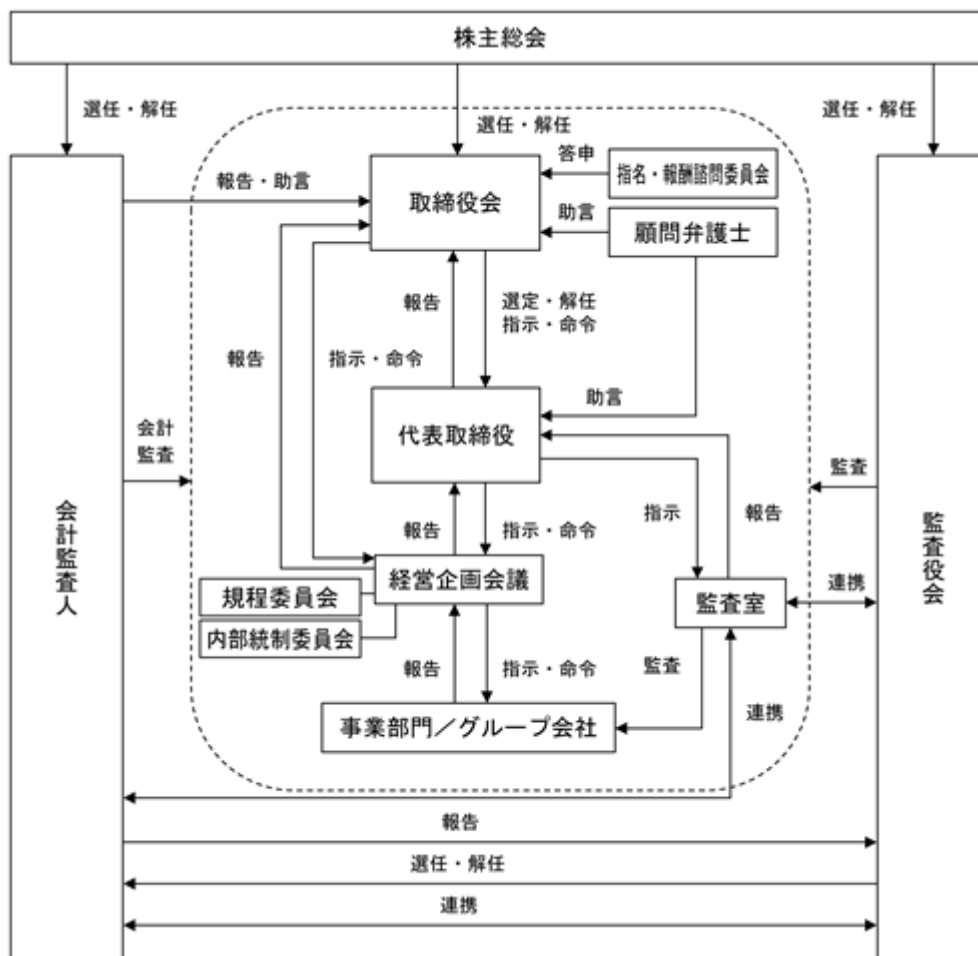 株主総会
選任・解任
選任・解任
選任・解任
答申
指名・報酬諮問委員会
報告・助言
取締役会
助言
顧問弁護士
報告
選定・解任
指示・命令
報告
指示・命令
助言
代表取締役
会計
監査
監査
指示
報告
報告
指示・命令
会計監査人
監査役会
経営企画会議
規程委員会
監査室
連携
内部統制委員会
報告
指示・命令
監査
連携
事業部門／グループ会社
報告
選任・解任
連携